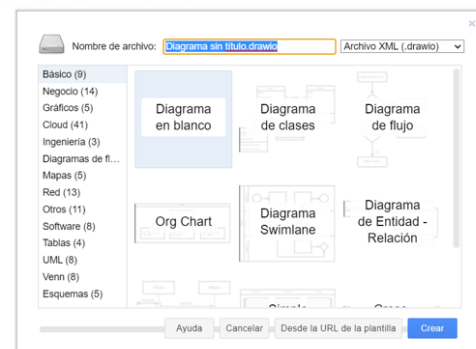 Nombre de archivo: Diagrama sin título.drawio Archivo XML (.drawio)
Básico (9)
Negocio (14)
Gráficos (5)
Cloud (41)
Ingeniería (3)
Diagramas de fl...
Mapas (5)
Red (13)
Otros (11)
Software (8)
Tablas (4)
UML (8)
Venn (8)
Esquemas (5)
Diagrama
en blanco
Diagrama
de clases
Diagrama
de flujo
Org Chart
Diagrama
Swimlane
Diagrama
de Entidad -
Relación
Ayuda Cancelar Desde la URL de la plantilla Crear